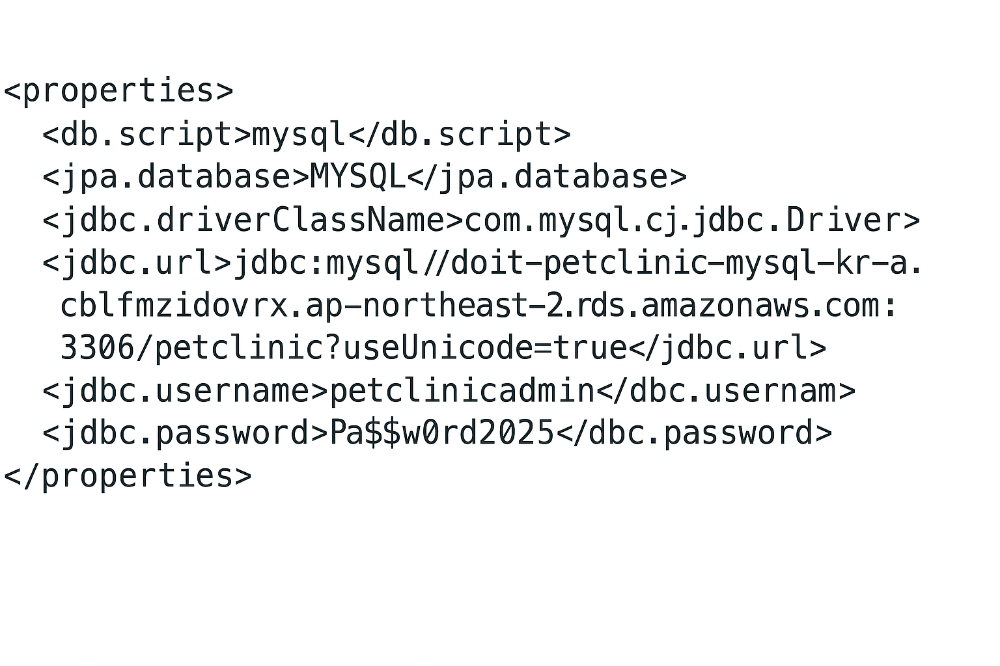 <properties>
<db.script>mysql</db.script>
<jpa.database>MYSQL</jpa.database>
<jdbc.driverClassName>com.mysql.cj.jdbc.Driver>
<jdbc.url>jdbc:mysql//doit-petclinic-mysql-kr-a.
cblfmzidovrx.ap-northeast-2.rds.amazonaws.com:
3306/petclinic?useUnicode=true</jdbc.url>
<jdbc.username>petclinicadmin</dbc.usernam>
<jdbc.password>Pa$$w0rd2025</dbc.password>
</properties>